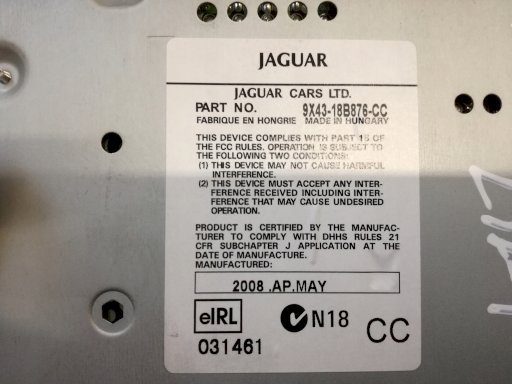 JAGUAR
JAGUAR CARS LTD.
PART NO. 9X43-18B876-CC
FABRIQUE EN HONGRIE MADE IN HUNGARY
THIS DEVICE COMPLIES WITH PART 15 OF
THE FCC RULES. OPERATION IS SUBJECT TO
THE FOLLOWING TWO CONDITIONS:
(1) THIS DEVICE MAY NOT CAUSE HARMFUL
INTERFERENCE.
(2) THIS DEVICE MUST ACCEPT ANY INTER-
FERENCE RECEIVED INCLUDING INTER-
FERENCE THAT MAY CAUSE UNDESIRED
OPERATION.
PRODUCT IS CERTIFIED BY THE MANUFAC-
TURER TO COMPLY WITH DHHS RULES 21
CFR SUBCHAPTER J APPLICATION AT THE
DATE OF MANUFACTURE.
MANUFACTURED:
2008 .AP.MAY
eIRL N18 CC
031461